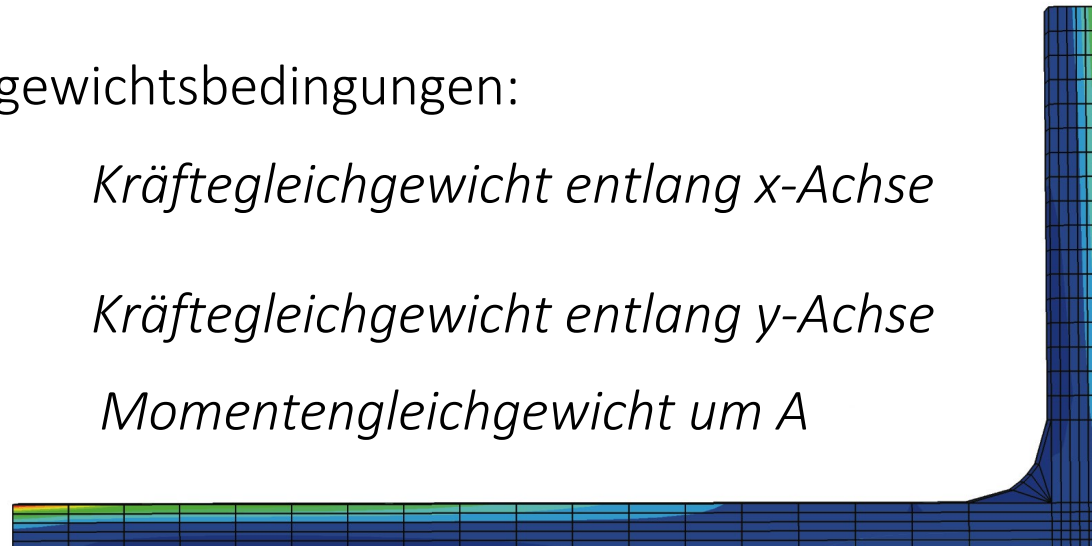 gewichtsbedingungen:
Kräftegleichgewicht entlang x-Achse
Kräftegleichgewicht entlang y-Achse
Momentengleichgewicht um A